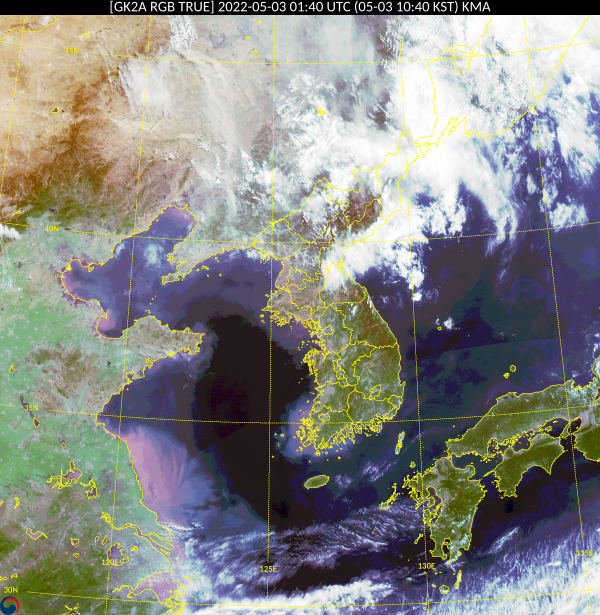 [GK2A RGB TRUE] 2022-05-03 01:40 UTC (05-03 10:40 KST) KMA
45N
40N
35N
120E
125E
130E
135E
30N